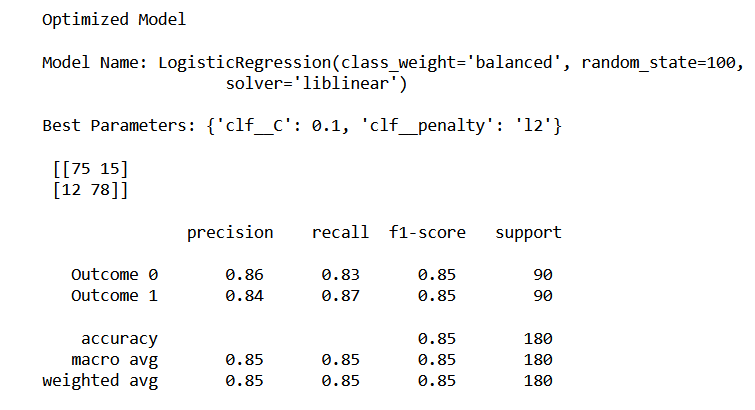 Optimized Model
Model Name: LogisticRegression(class_weight='balanced', random_state=100,
solver='liblinear')
Best Parameters: {'clf__C': 0.1, 'clf__penalty': 'l2'}
[[75 15]
[12 78]]
precision recall f1-score support
Outcome 0 0.86 0.83 0.85 90
Outcome 1 0.84 0.87 0.85 90
accuracy 0.85 180
macro avg 0.85 0.85 0.85 180
weighted avg 0.85 0.85 0.85 180